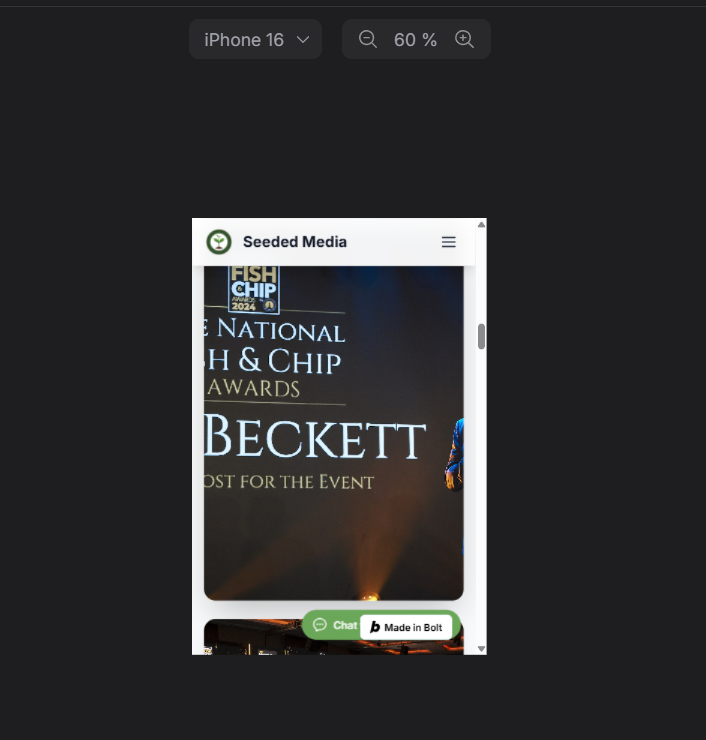 iPhone 16
60 %
Seeded Media
FISH
& CHIP
AWARDS
2024
E NATIONAL
SH & CHIP
AWARDS
BECKETT
OST FOR THE EVENT
Chat
Made in Bolt